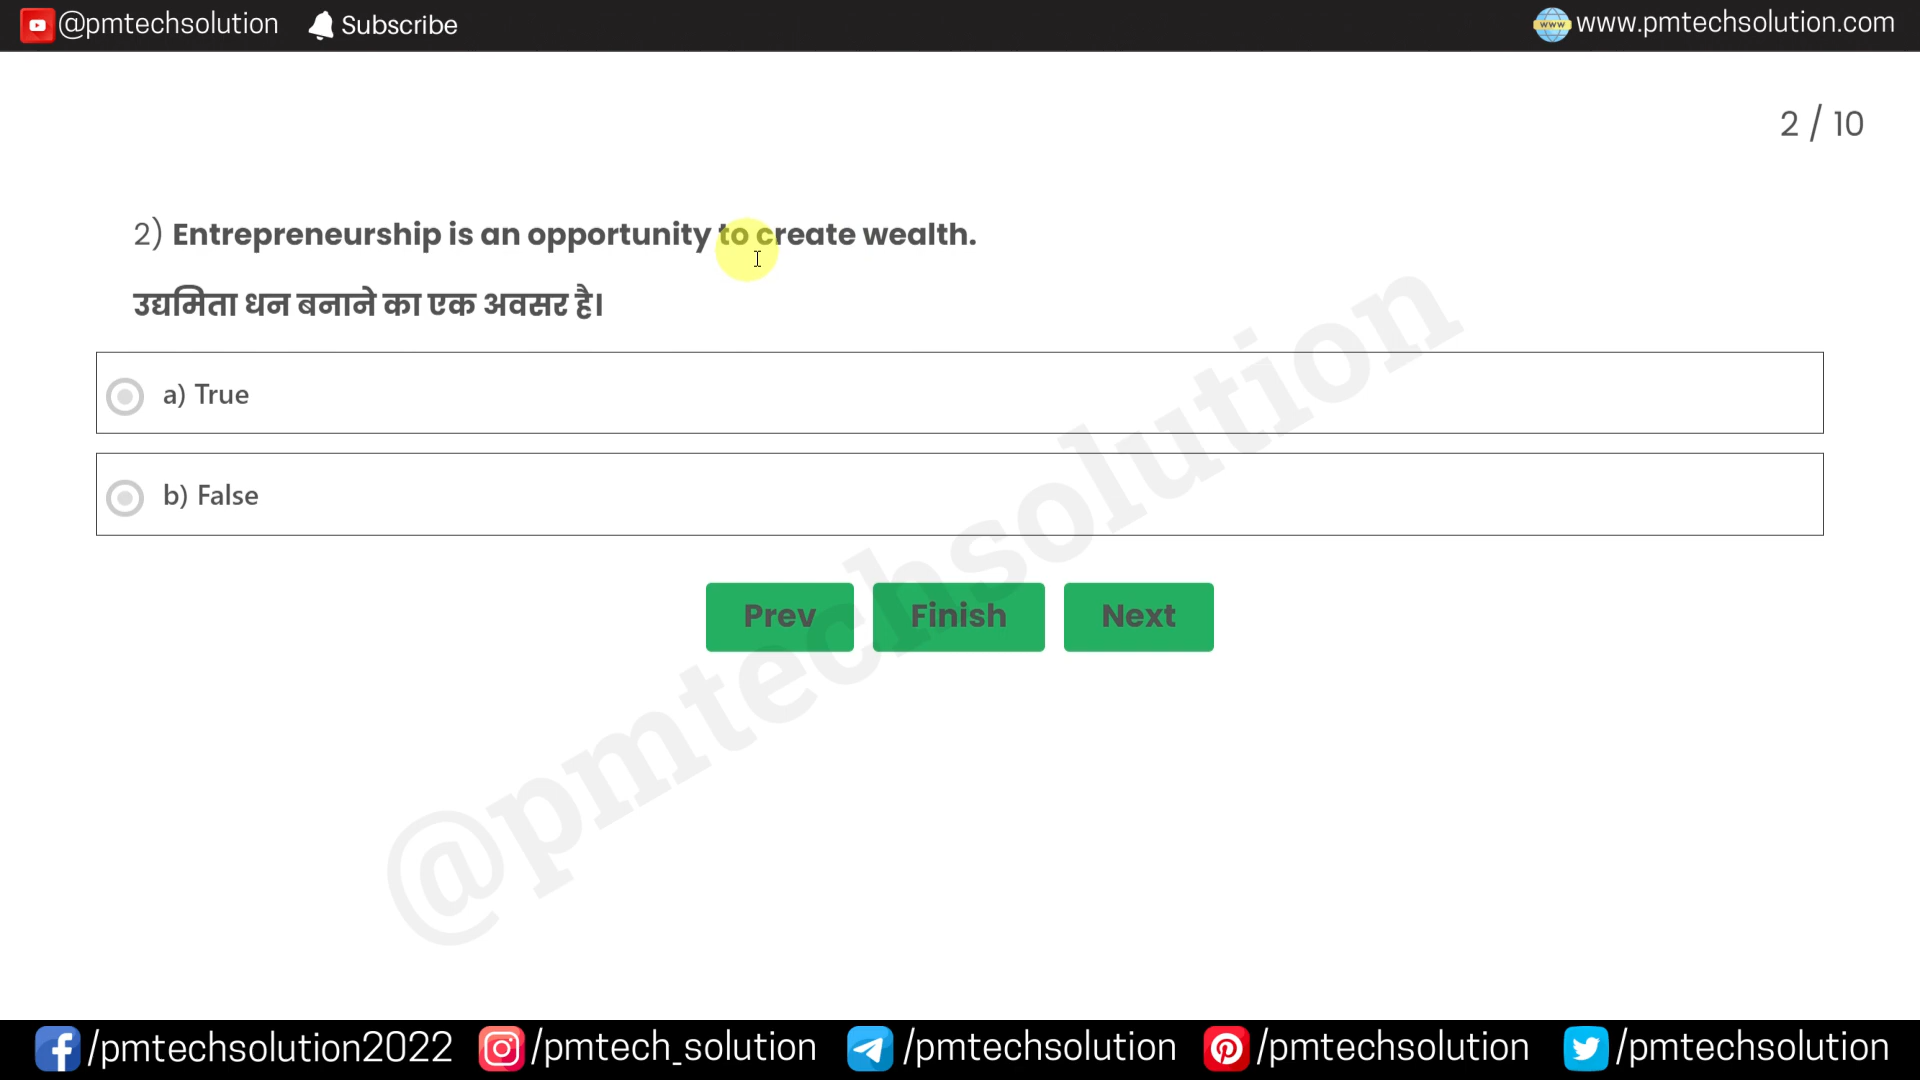 @pmtechsolution Subscribe www.pmtechsolution.com
2 / 10
2) Entrepreneurship is an opportunity to create wealth.
उद्यमिता धन बनाने का एक अवसर है।
a) True
b) False
Prev Finish Next
@pmtechsolution
/pmtechsolution2022 /pmtech_solution /pmtechsolution /pmtechsolution /pmtechsolution